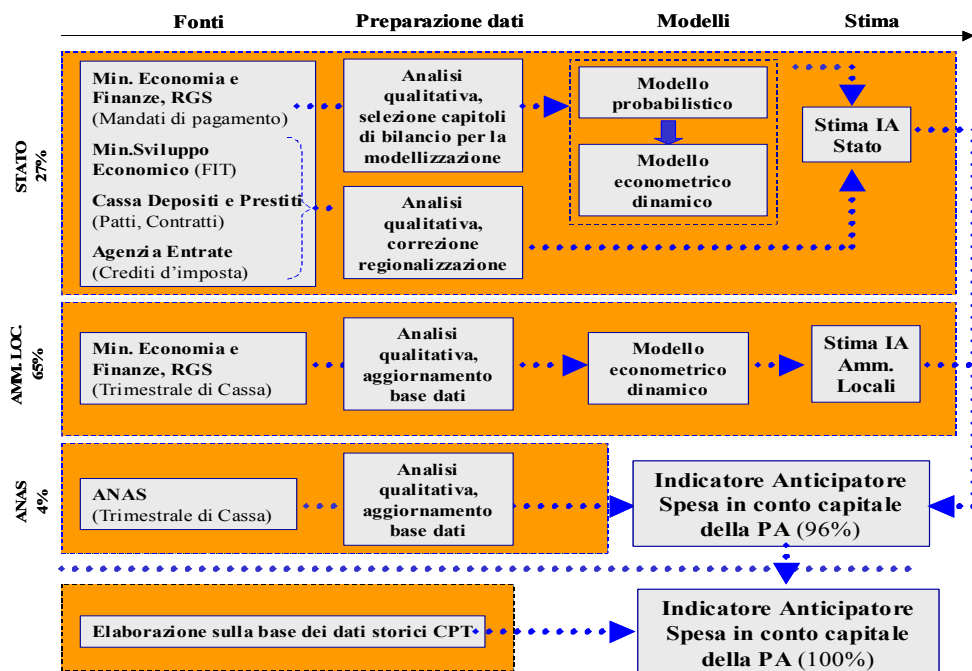 Fonti
Preparazione dati
Modelli
Stima
STATO
27%
Min. Economia e
Finanze, RGS
(Mandati di pagamento)
Min.Sviluppo
Economico (FIT)
Cassa Depositi e Prestiti
(Patti, Contratti)
Agenzia Entrate
(Crediti d'imposta)
Analisi
qualitativa,
selezione capitoli
di bilancio per la
modellizzazione
Analisi
qualitativa,
correzione
regionalizzazione
Modello
probabilistico
Modello
econometrico
dinamico
Stima IA
Stato
AMM. LOC.
65%
Min. Economia e
Finanze, RGS
(Trimestrale di Cassa)
Analisi
qualitativa,
aggiornamento
base dati
Modello
econometrico
dinamico
Stima IA
Amm.
Locali
ANAS
4%
ANAS
(Trimestrale di Cassa)
Analisi
qualitativa,
aggiornamento
base dati
Indicatore Anticipatore
Spesa in conto capitale
della PA (96%)
Elaborazione sulla base dei dati storici CPT
Indicatore Anticipatore
Spesa in conto capitale
della PA (100%)